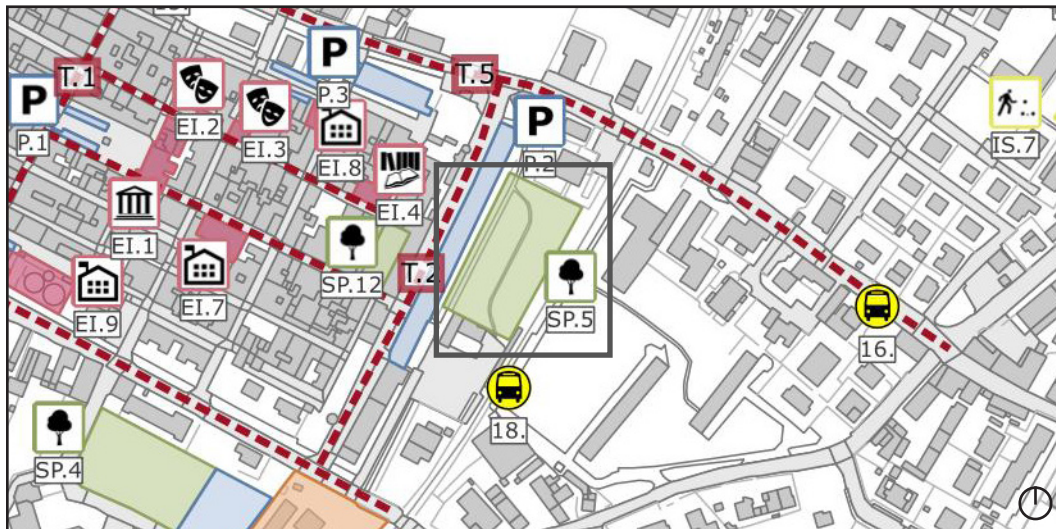 T.1
P
P.1
EI.2
EI.3
P
P.3
EI.8
T.5
P
P.2
IS.7
EI.4
EI.1
EI.7
SP.12
T.2
SP.5
EI.9
16.
18.
SP.4